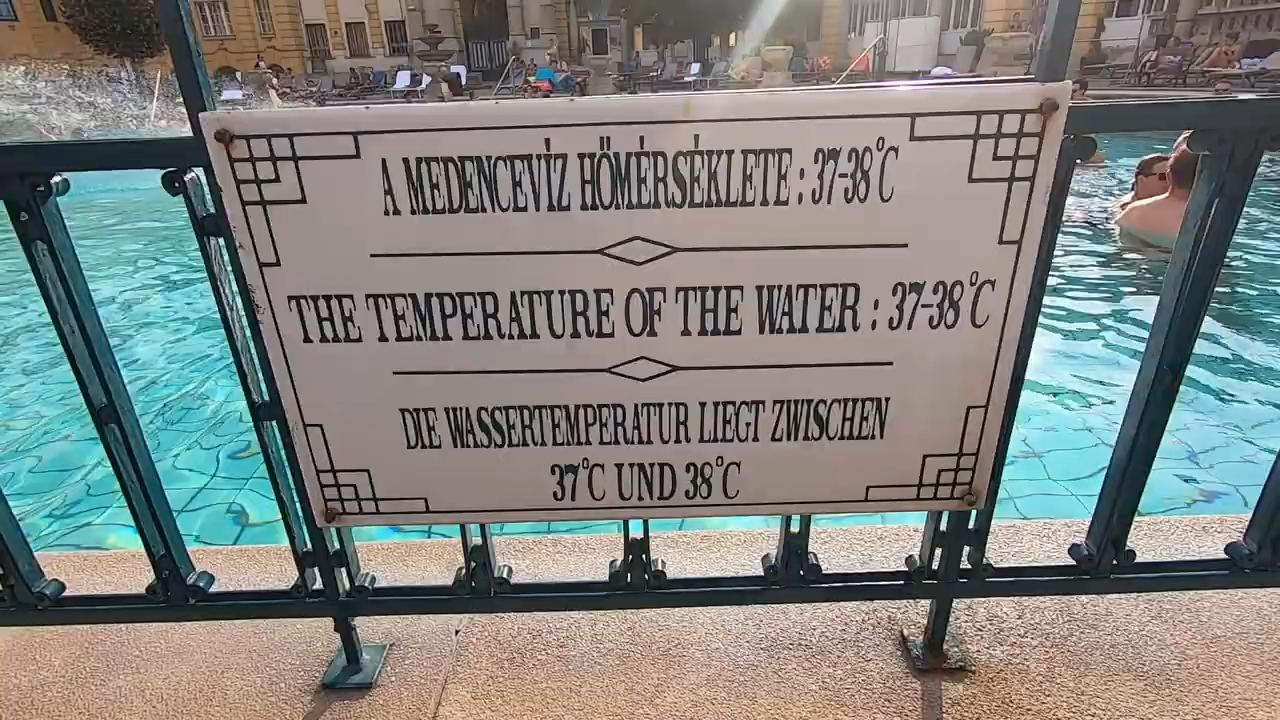 A MEDENCEVÍZ HŐMÉRSÉKLETE : 37-38°C
THE TEMPERATURE OF THE WATER : 37-38°C
DIE WASSERTEMPERATUR LIEGT ZWISCHEN
37°C UND 38°C